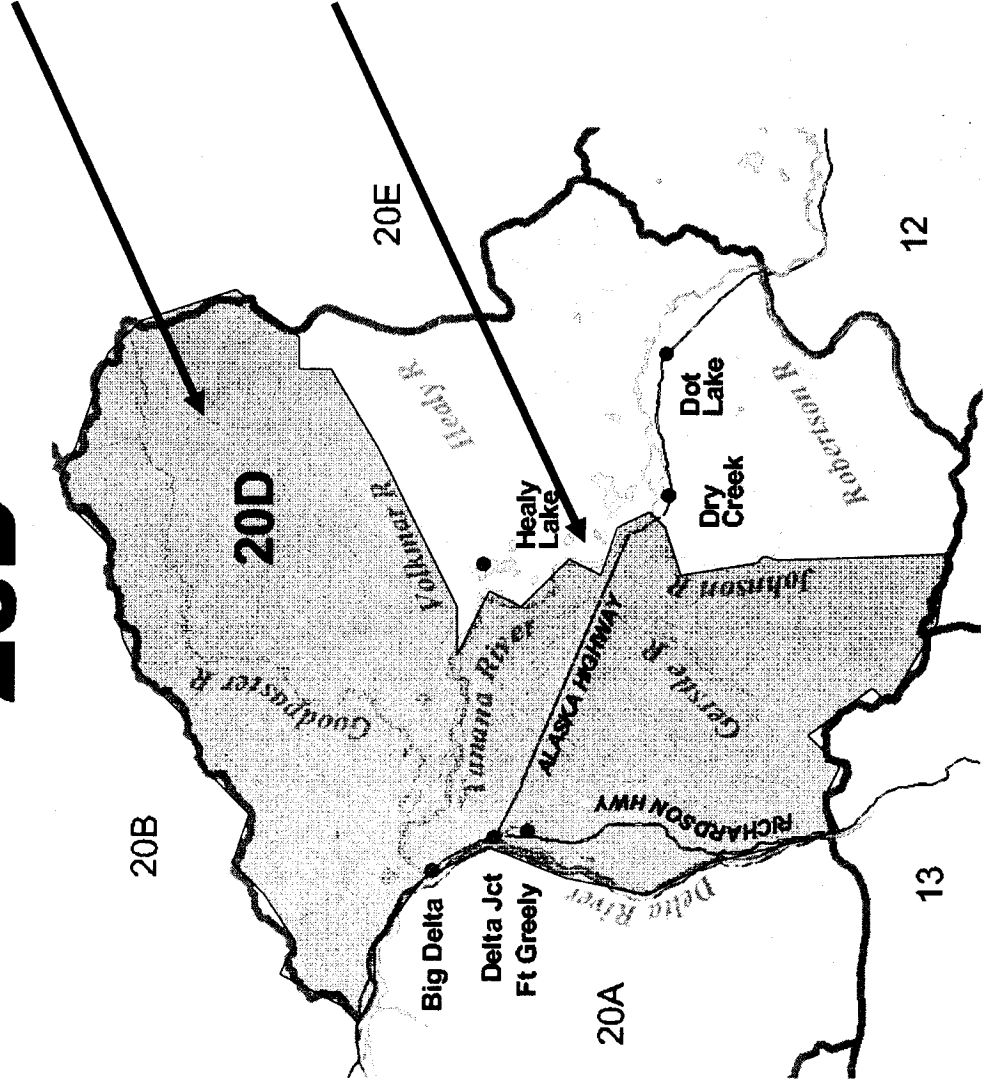 20E
20B
20D
12
Healy R
Volkmar R
Goodpaster R
Healy
Lake
Dot
Lake
Dry
Creek
Robertson R
Tanana River
ALASKA HIGHWAY
Johnson R
Gerstle R
RICHARDSON HWY
Big Delta
Delta Jct
Ft Greely
Delta River
20A
13